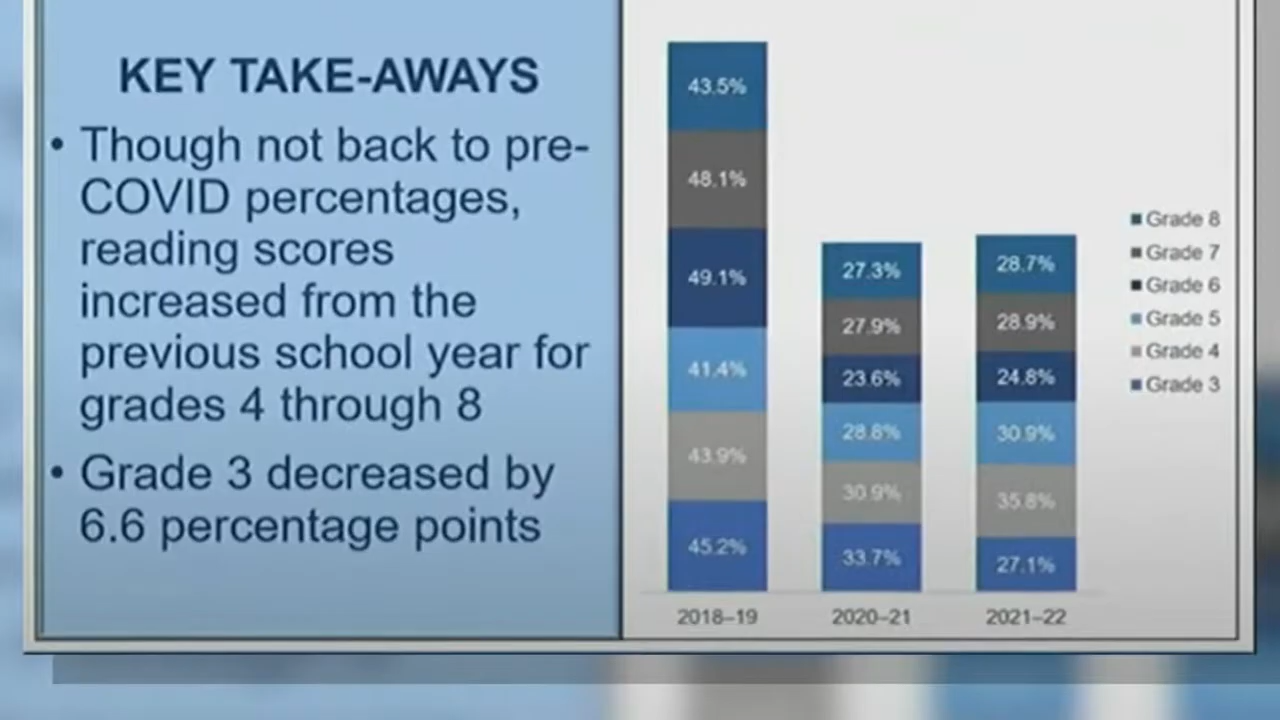 KEY TAKE-AWAYS
• Though not back to pre-
COVID percentages,
reading scores
increased from the
previous school year for
grades 4 through 8
• Grade 3 decreased by
6.6 percentage points
43.5%
48.1%
49.1%
41.4%
43.9%
45.2%
2018–19
27.3%
27.9%
23.6%
28.8%
30.9%
33.7%
2020–21
28.7%
28.9%
24.8%
30.9%
35.8%
27.1%
2021–22
Grade 8
Grade 7
Grade 6
Grade 5
Grade 4
Grade 3